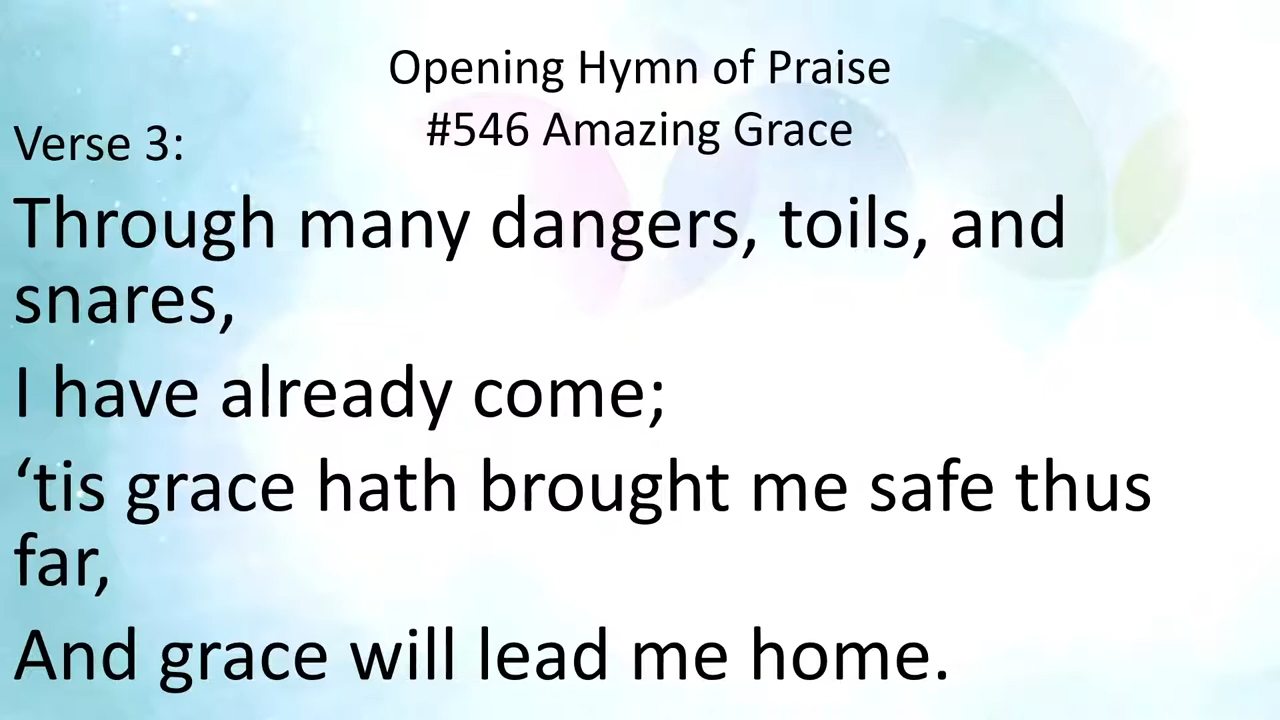 Opening Hymn of Praise
#546 Amazing Grace
Verse 3:
Through many dangers, toils, and
snares,
I have already come;
‘tis grace hath brought me safe thus
far,
And grace will lead me home.